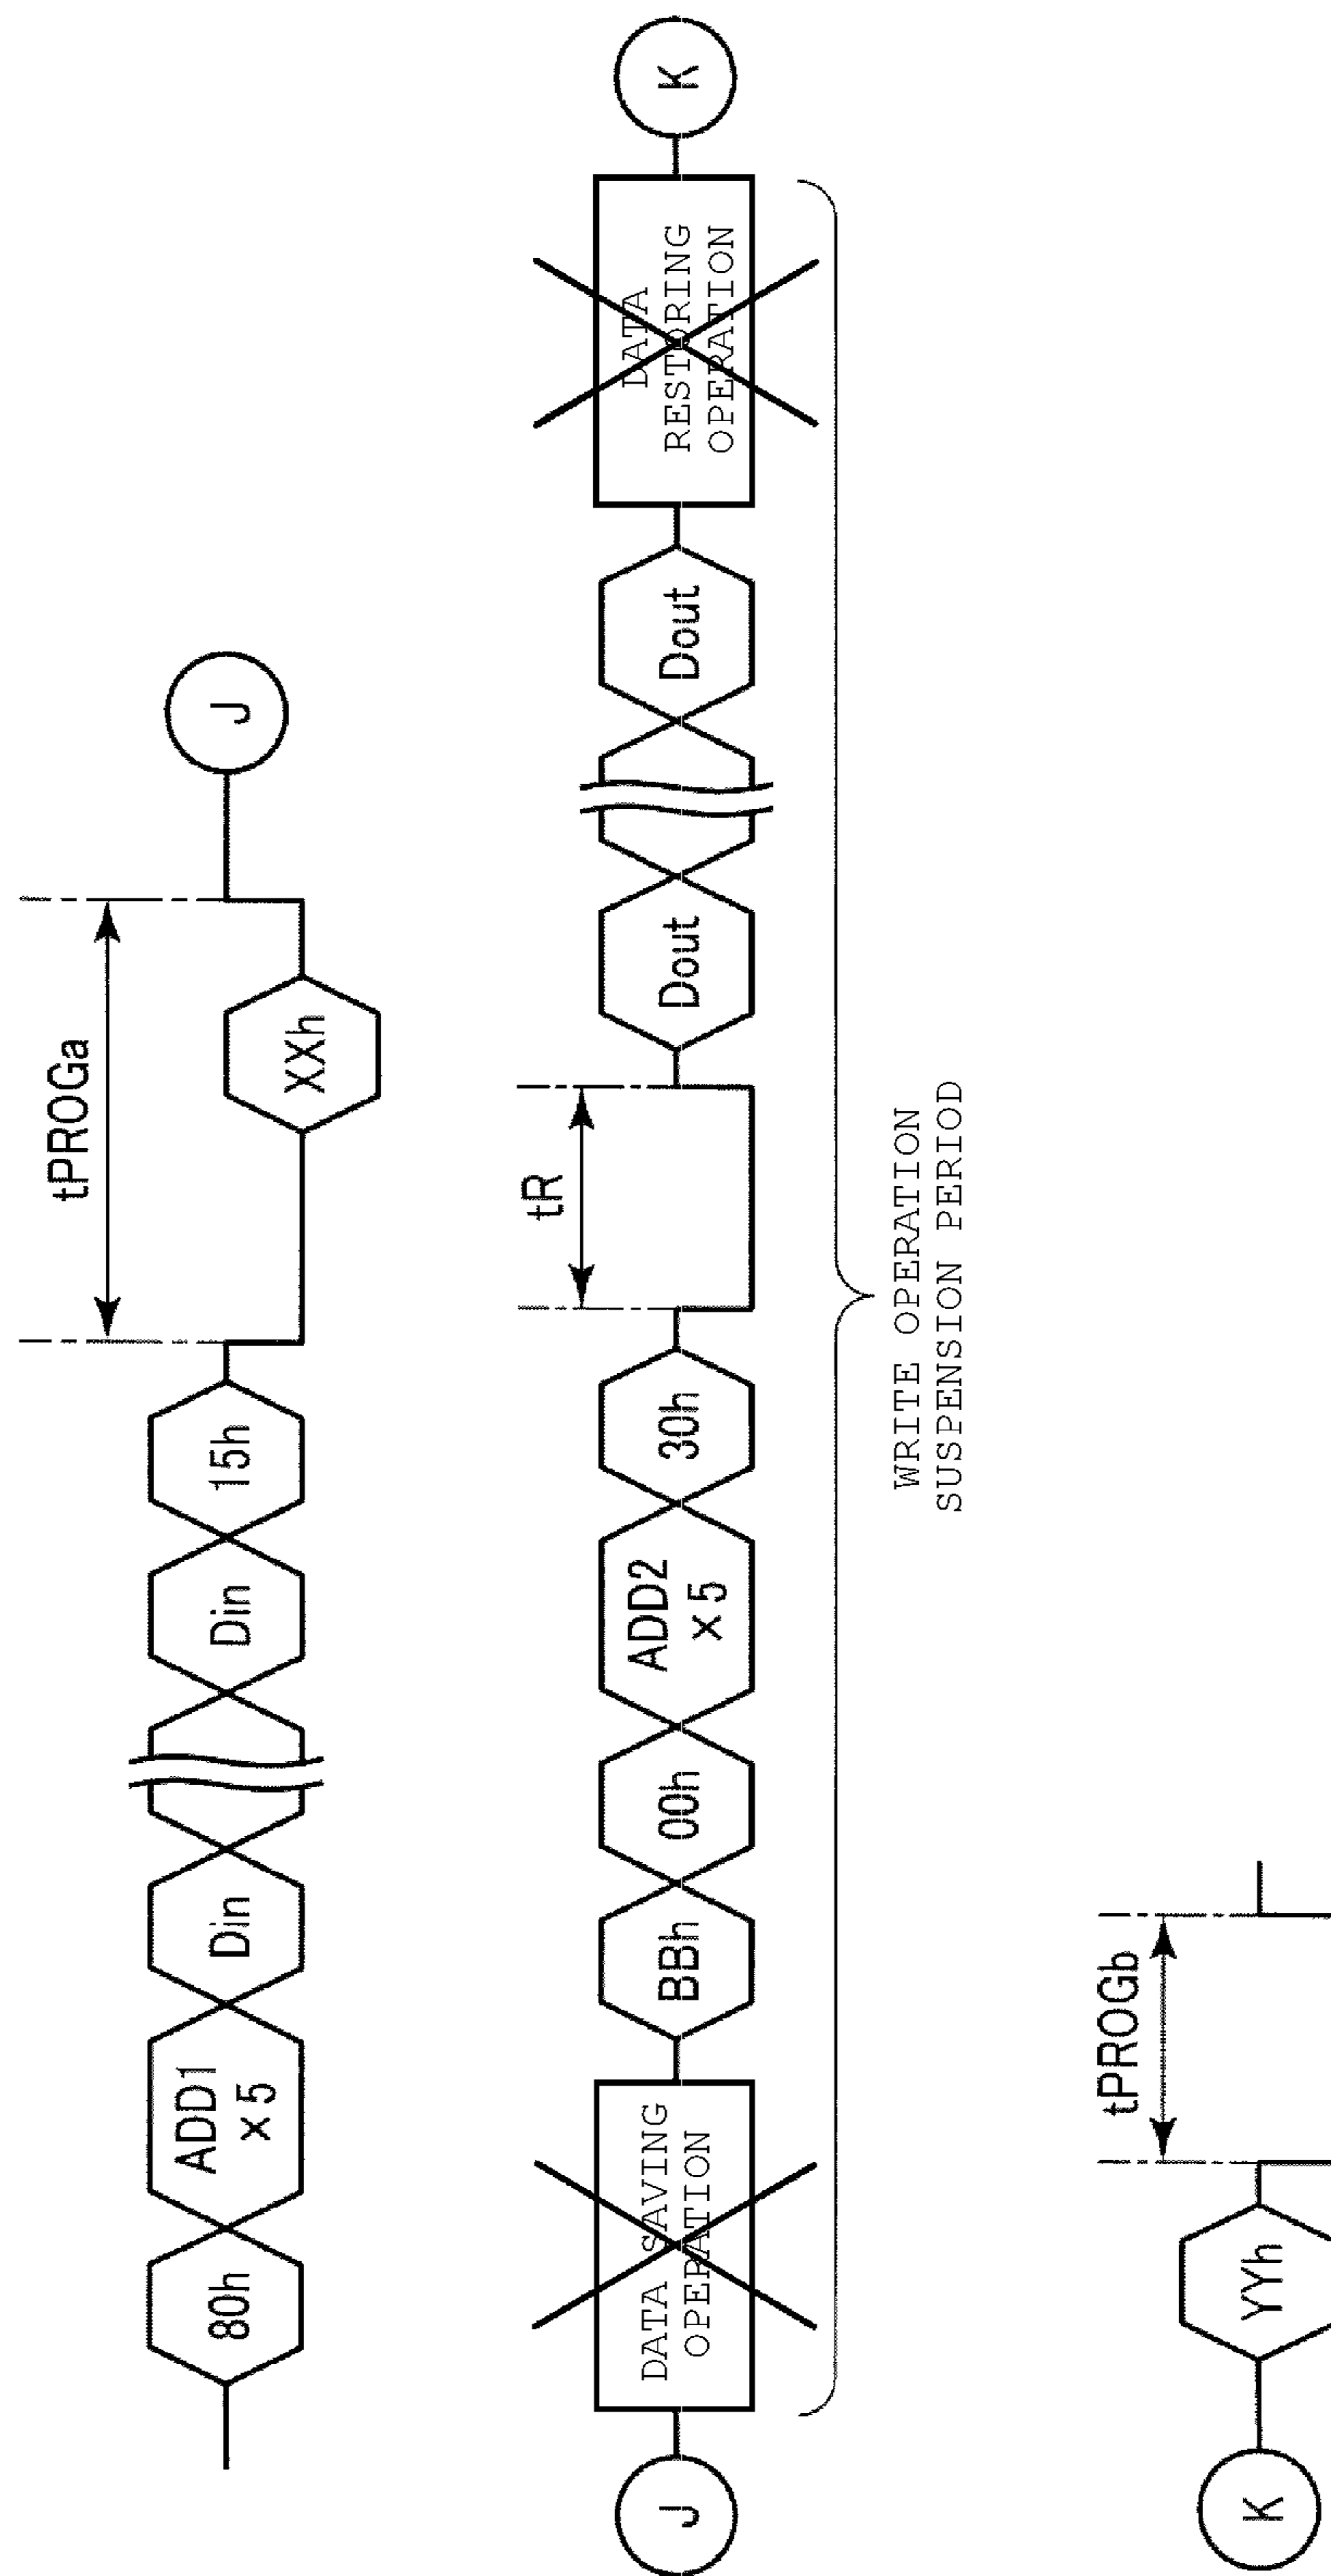 tPROGa
80h
ADD1
×5
Din
Din
15h
XXh
J
tR
J
DATA SAVING
OPERATION
BBh
00h
ADD2
×5
30h
Dout
Dout
DATA
RESTORING
OPERATION
K
WRITE OPERATION
SUSPENSION PERIOD
tPROGb
K
YYh